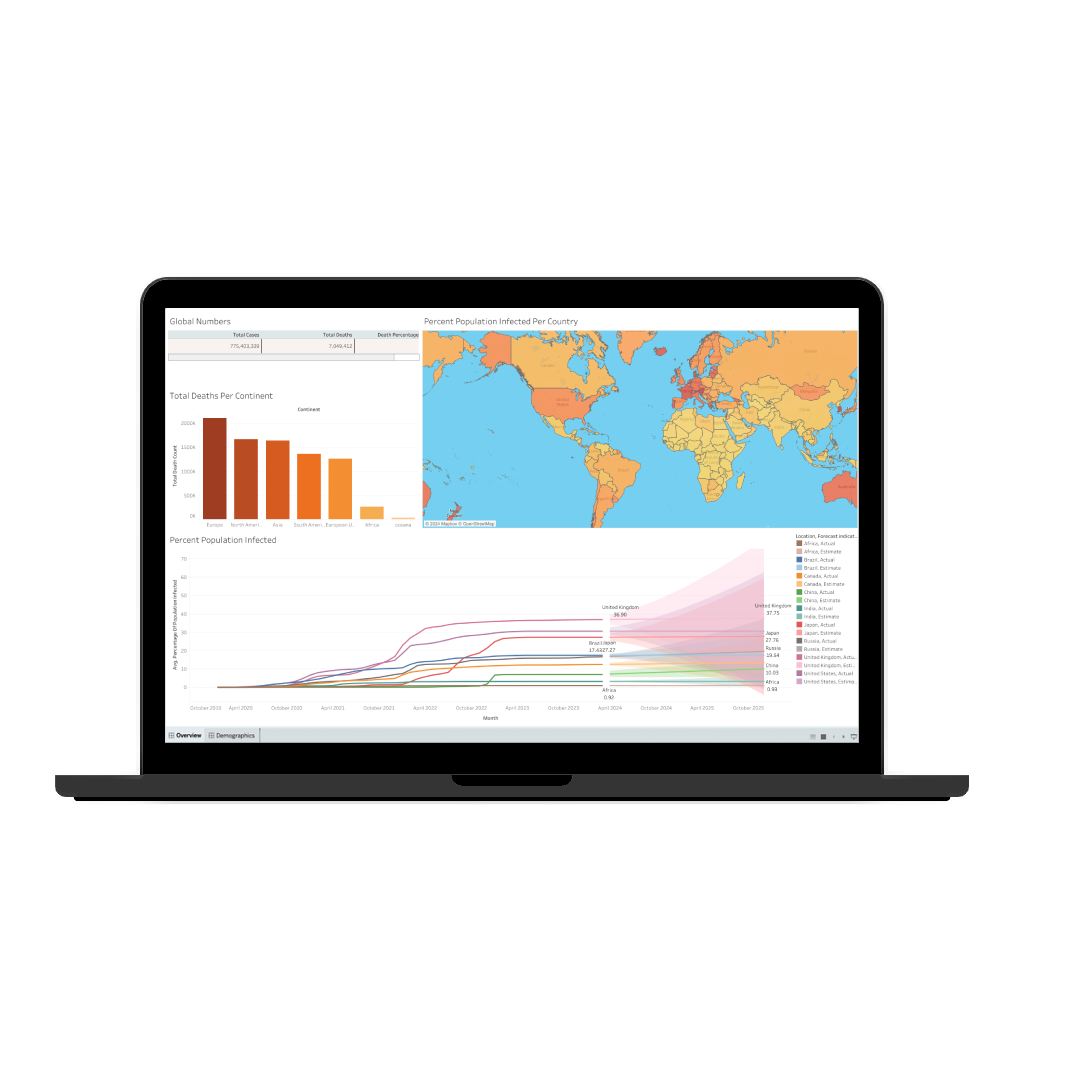 Global Numbers
Total Cases Total Deaths Death Percentage
775,403,339 7,049,412
Total Deaths Per Continent
Continent
Total Death Count
2000K
1500K
1000K
500K
0K
Europe North Ameri.. Asia South Amer.. European U.. Africa oceana
Percent Population Infected Per Country
© 2024 Mapbox © OpenStreetMap
Percent Population Infected
Avg. Percentage Of Population Infected
70
60
50
40
30
20
10
0
United Kingdom
36.90
Brazil Japan
17.43 27.27
Africa
0.92
United Kingdom
37.75
Japan
27.76
Russia
19.54
China
10.03
Africa
0.98
October 2019 April 2020 October 2020 April 2021 October 2021 April 2022 October 2022 April 2023 October 2023 April 2024 October 2024 April 2025 October 2025
Month
Location, Forecast indicat..
Africa, Actual
Africa, Estimate
Brazil, Actual
Brazil, Estimate
Canada, Actual
Canada, Estimate
China, Actual
China, Estimate
India, Actual
India, Estimate
Japan, Actual
Japan, Estimate
Russia, Actual
Russia, Estimate
United Kingdom, Actu..
United Kingdom, Esti..
United States, Actual
United States, Estima..
Overview Demographics